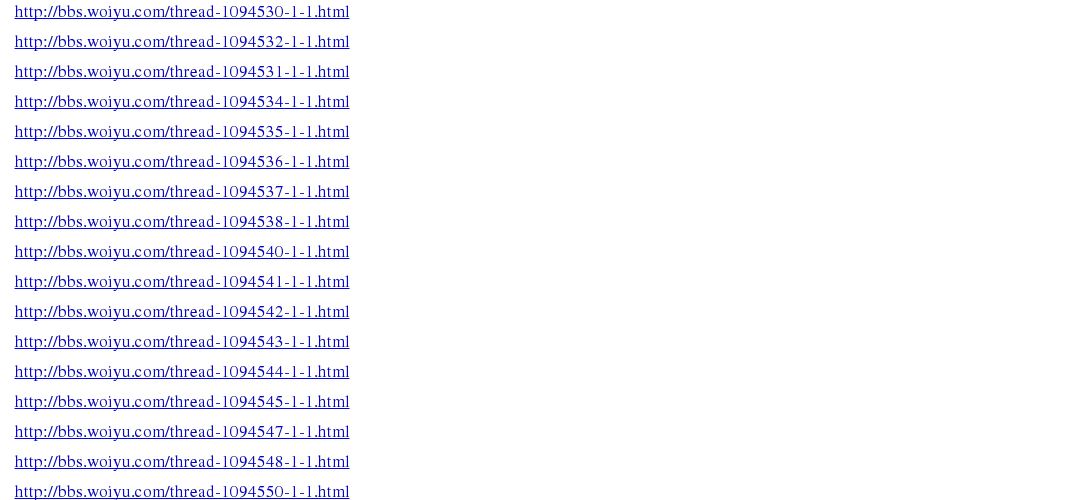 http://bbs.woiyu.com/thread-1094530-1-1.html
http://bbs.woiyu.com/thread-1094532-1-1.html
http://bbs.woiyu.com/thread-1094531-1-1.html
http://bbs.woiyu.com/thread-1094534-1-1.html
http://bbs.woiyu.com/thread-1094535-1-1.html
http://bbs.woiyu.com/thread-1094536-1-1.html
http://bbs.woiyu.com/thread-1094537-1-1.html
http://bbs.woiyu.com/thread-1094538-1-1.html
http://bbs.woiyu.com/thread-1094540-1-1.html
http://bbs.woiyu.com/thread-1094541-1-1.html
http://bbs.woiyu.com/thread-1094542-1-1.html
http://bbs.woiyu.com/thread-1094543-1-1.html
http://bbs.woiyu.com/thread-1094544-1-1.html
http://bbs.woiyu.com/thread-1094545-1-1.html
http://bbs.woiyu.com/thread-1094547-1-1.html
http://bbs.woiyu.com/thread-1094548-1-1.html
http://bbs.woiyu.com/thread-1094550-1-1.html